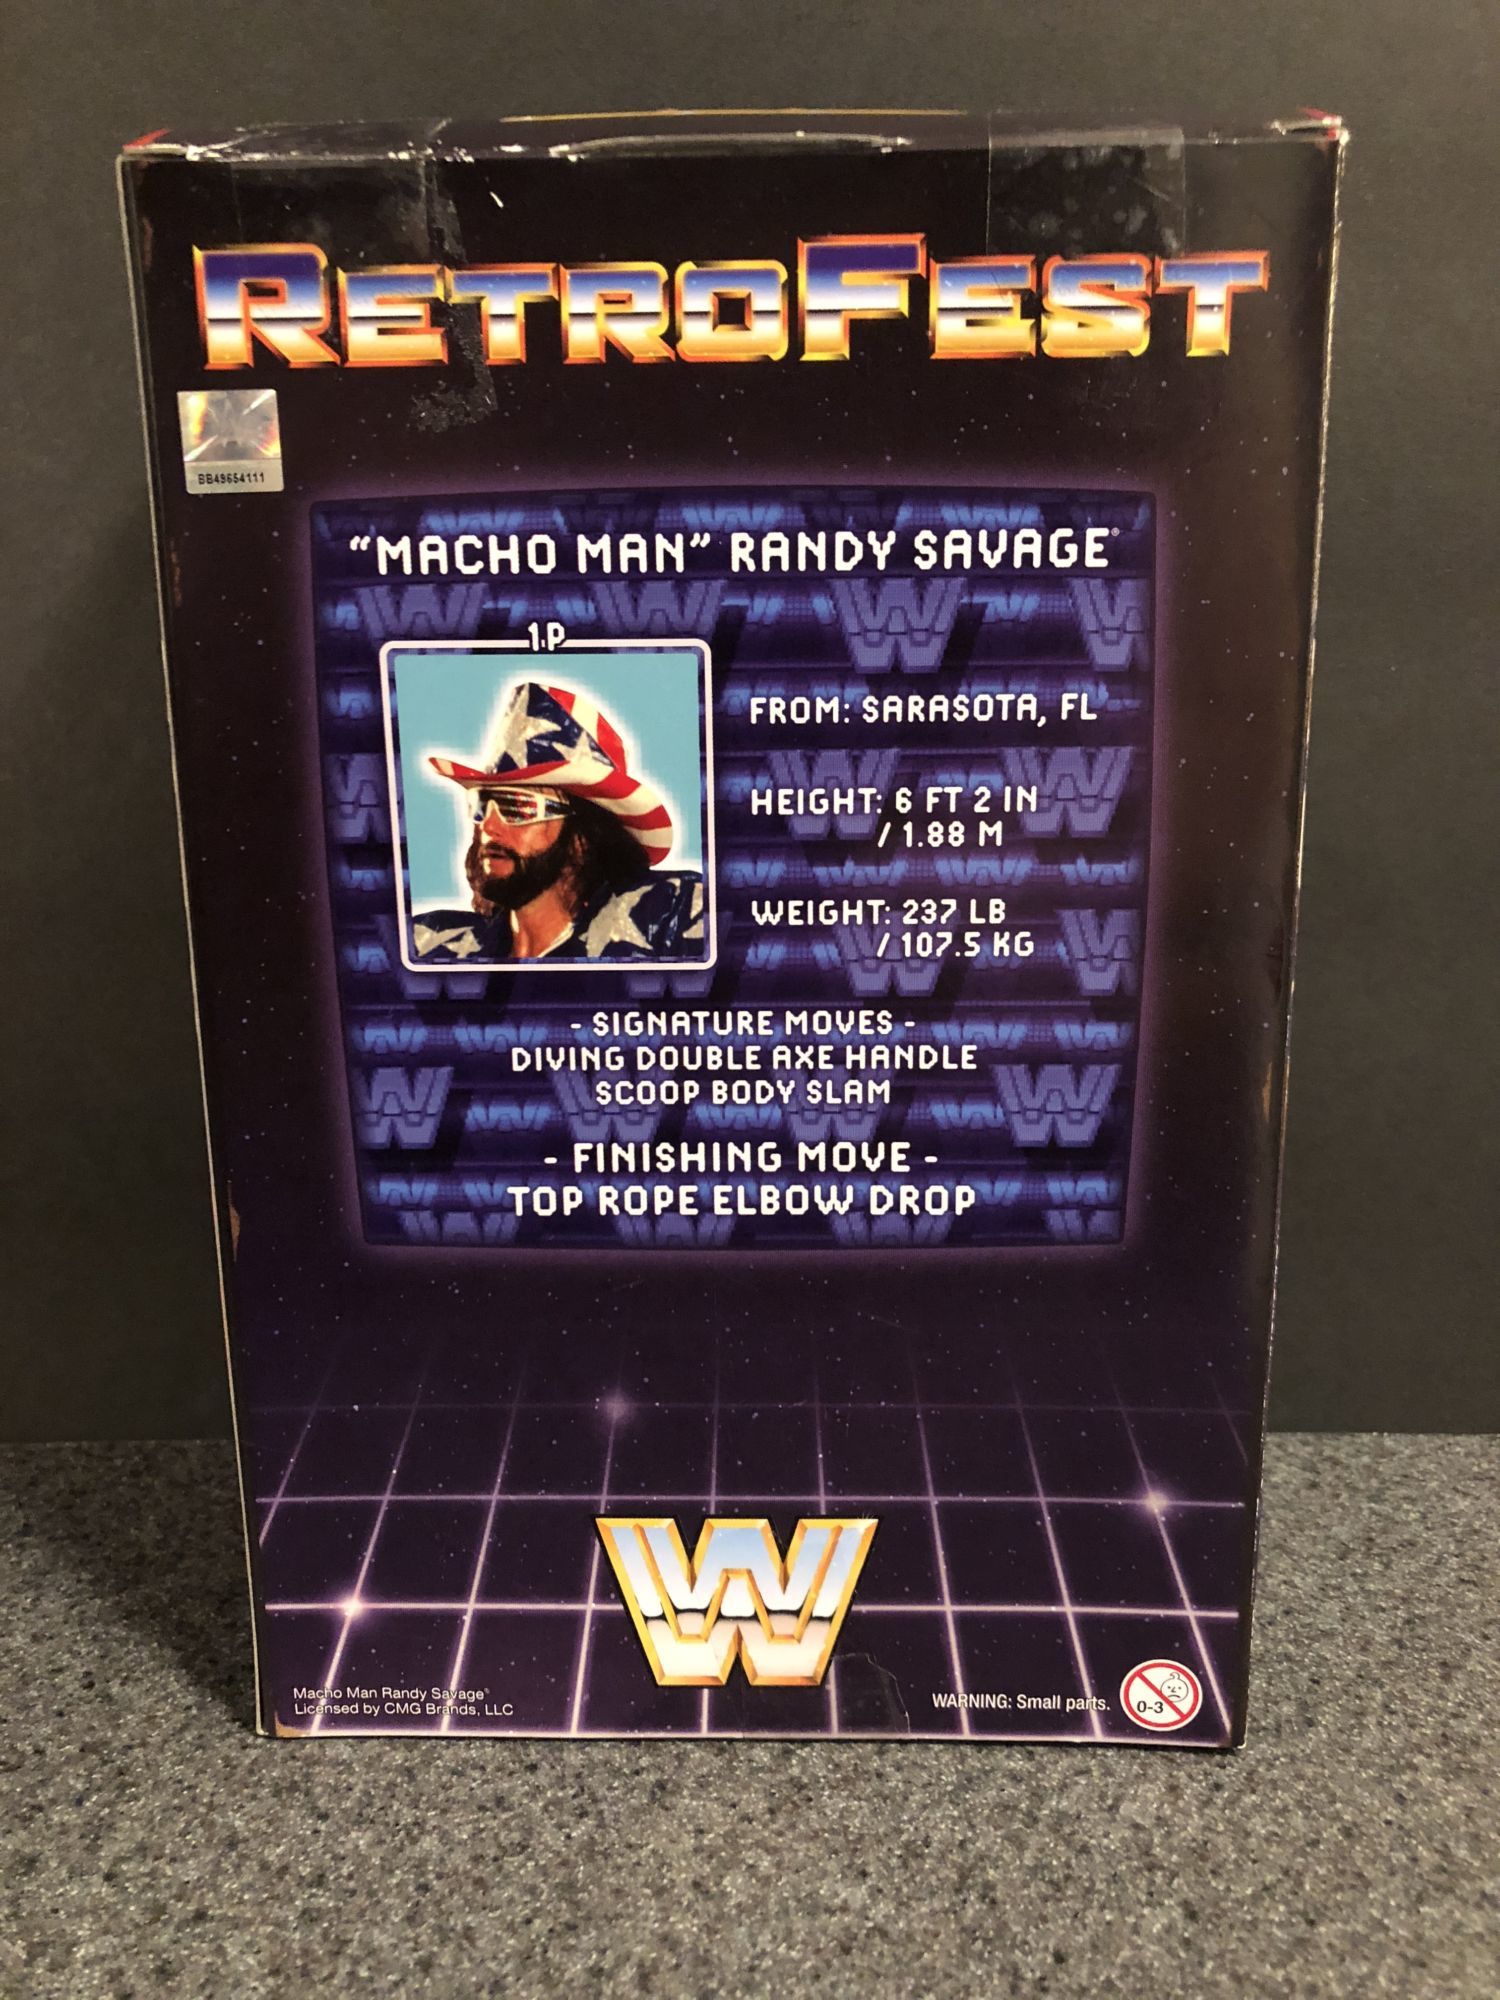 RETROFEST
BB49654111
"MACHO MAN" RANDY SAVAGE®
1.P
FROM: SARASOTA, FL
HEIGHT: 6 FT 2 IN
/ 1.88 M
WEIGHT: 237 LB
/ 107.5 KG
- SIGNATURE MOVES -
DIVING DOUBLE AXE HANDLE
SCOOP BODY SLAM
- FINISHING MOVE -
TOP ROPE ELBOW DROP
W
Macho Man Randy Savage®
Licensed by CMG Brands, LLC
WARNING: Small parts.
0-3